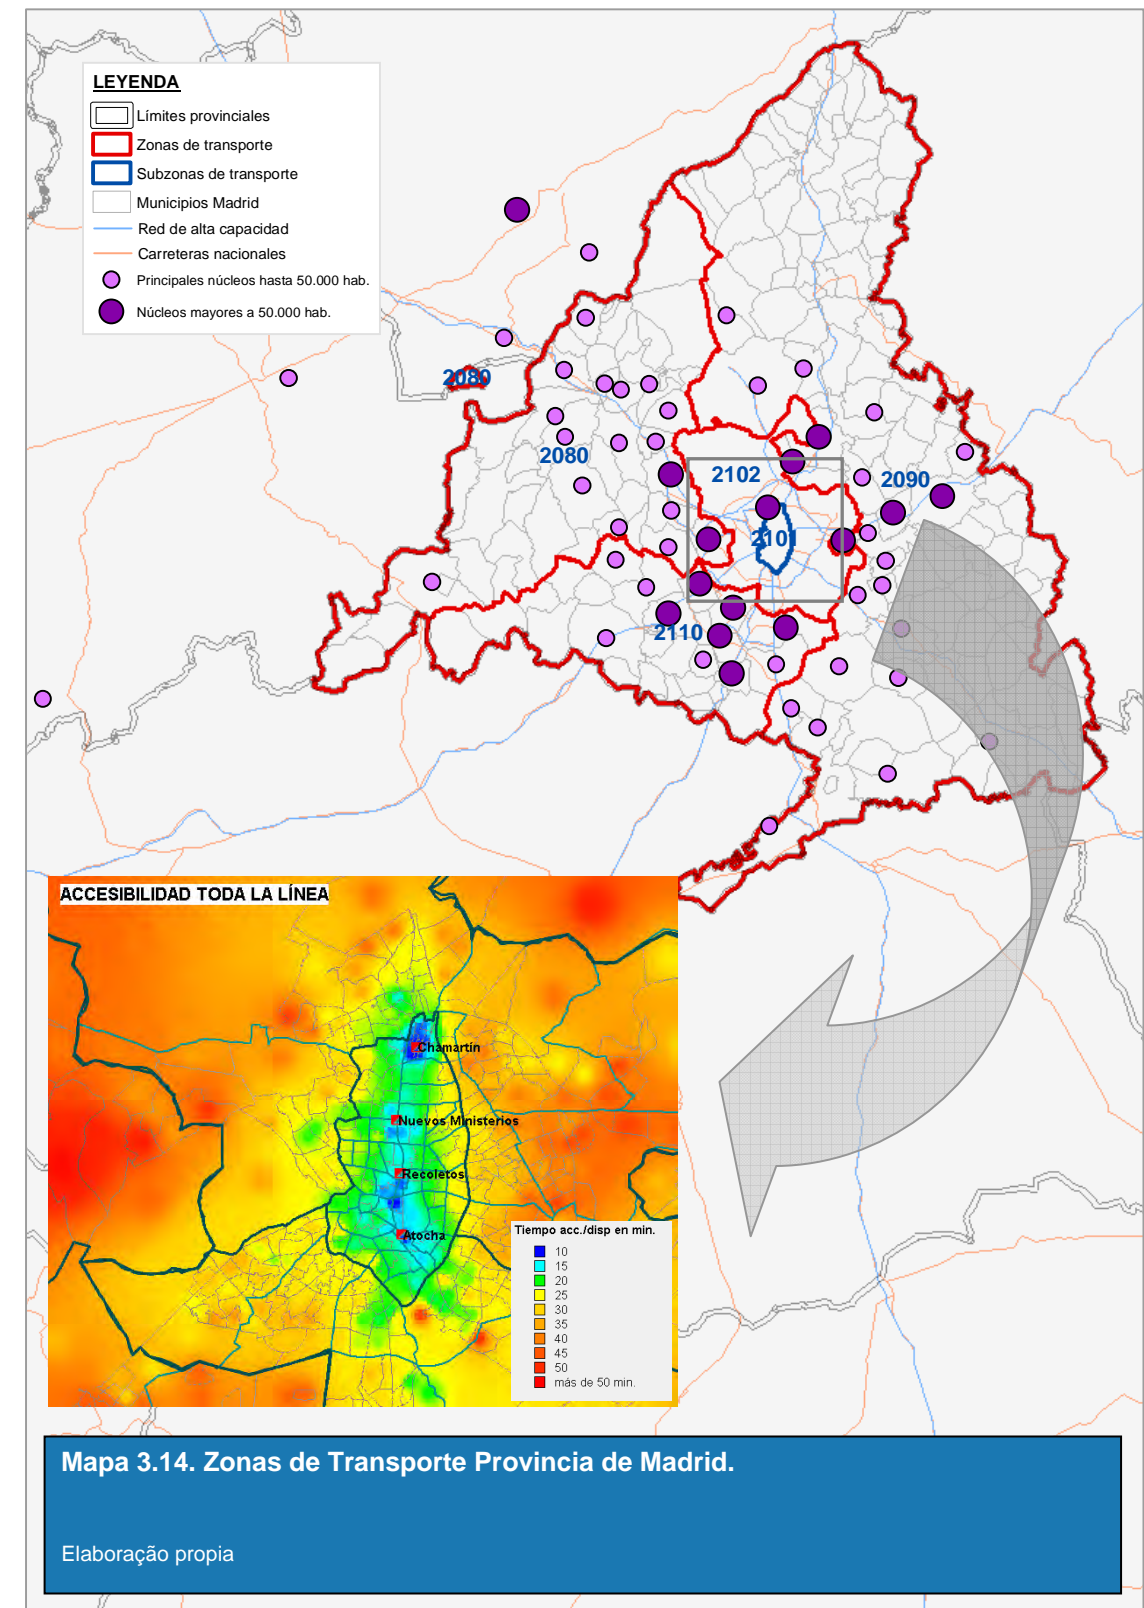 LEYENDA
Límites provinciales
Zonas de transporte
Subzonas de transporte
Municipios Madrid
Red de alta capacidad
Carreteras nacionales
Principales núcleos hasta 50.000 hab.
Núcleos mayores a 50.000 hab.
2080
2080
2102
2090
2101
2110
ACCESIBILIDAD TODA LA LÍNEA
Chamartín
Nuevos Ministerios
Recoletos
Atocha
Tiempo acc./disp en min.
10
15
20
25
30
35
40
45
50
más de 50 min.
Mapa 3.14. Zonas de Transporte Provincia de Madrid.
Elaboração propia